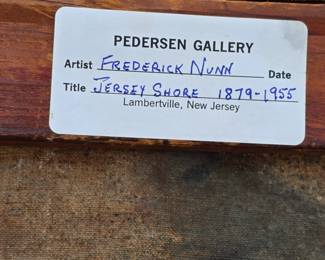 PEDERSEN GALLERY
Artist FREDERICK NUNN Date
Title JERSEY SHORE 1879-1955
Lambertville, New Jersey